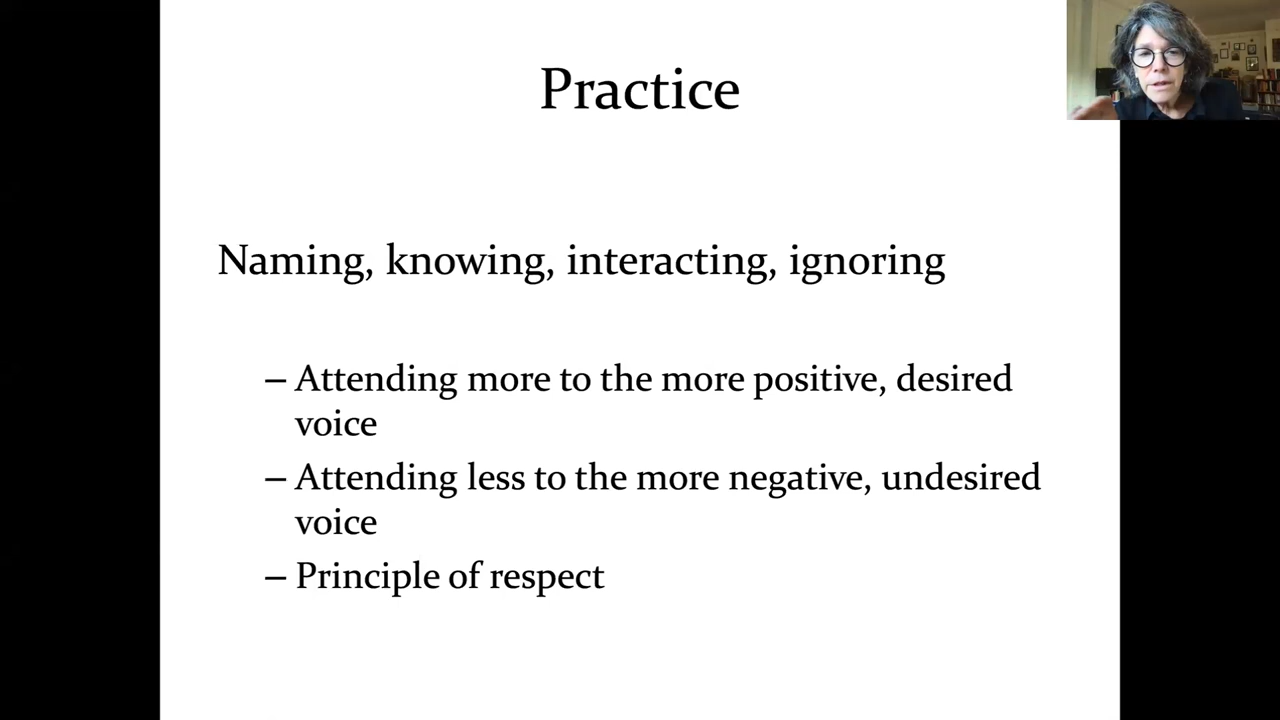 Practice
Naming, knowing, interacting, ignoring
– Attending more to the more positive, desired
voice
– Attending less to the more negative, undesired
voice
– Principle of respect